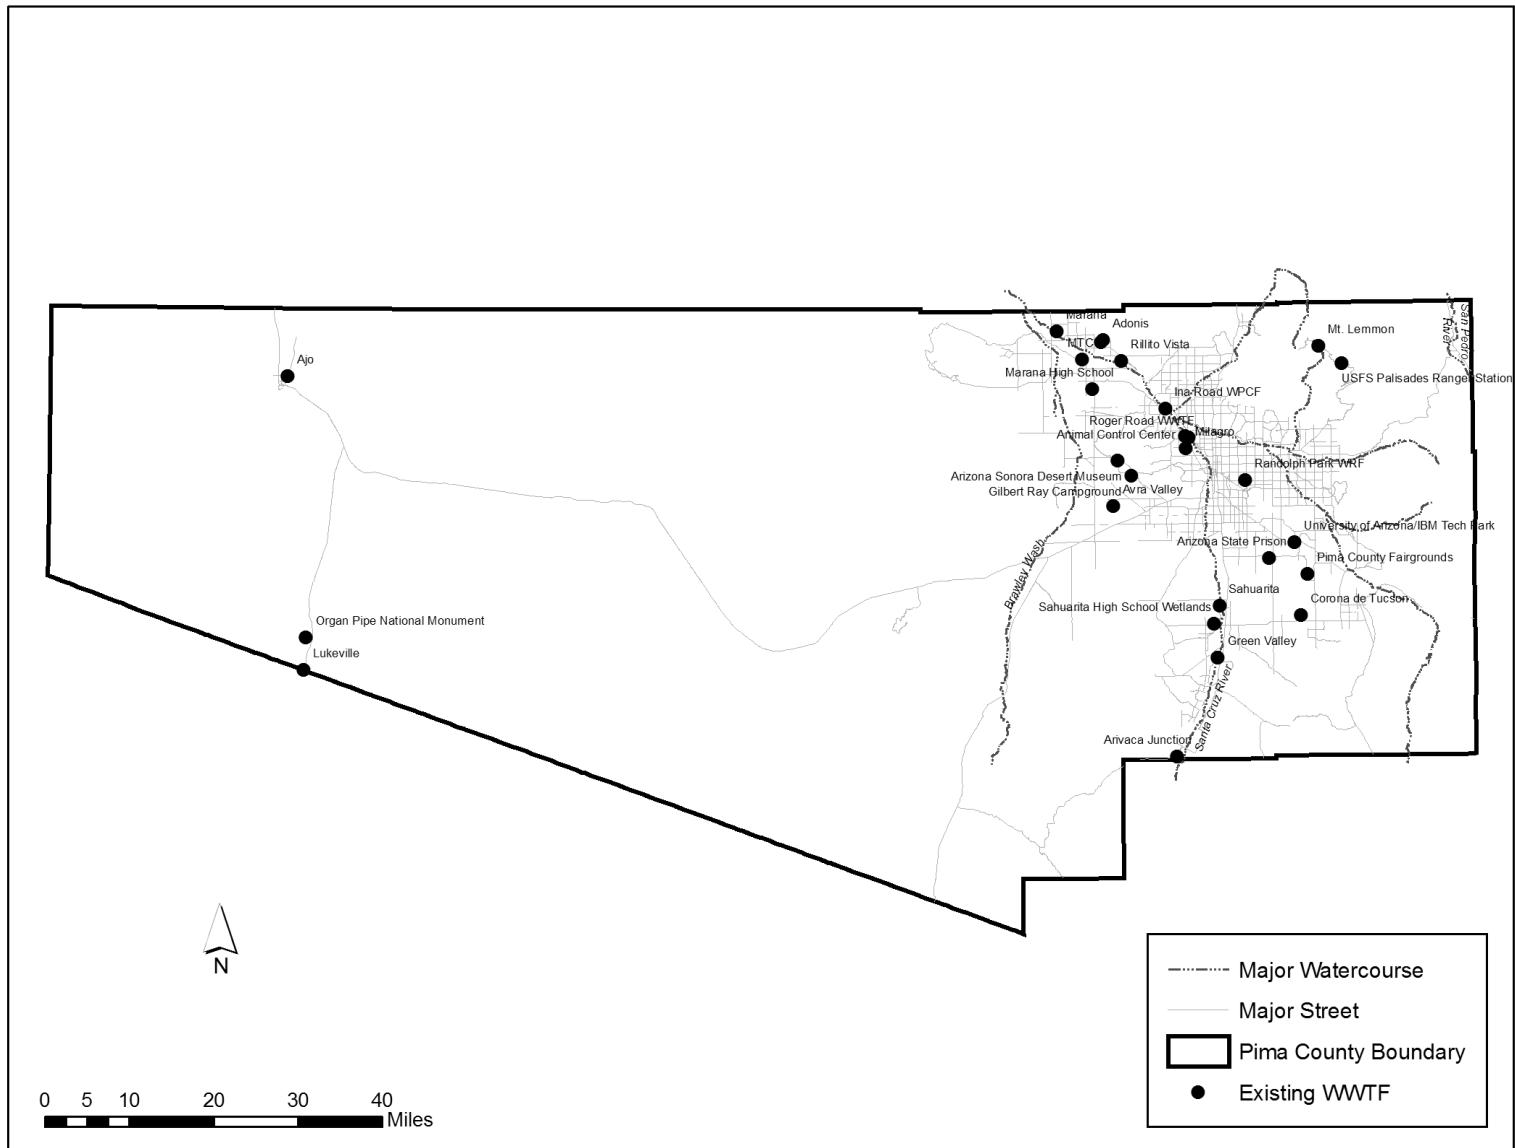 San Pedro
River
Marana
Adonis
Mt. Lemmon
MTC
Rillito Vista
Ajo
Marana High School
USFS Palisades Ranger Station
Ina Road WPCF
Roger Road WWTF
Animal Control Center
Milagro
Randolph Park WRF
Arizona Sonora Desert Museum
Gilbert Ray Campground
Avra Valley
University of Arizona/IBM Tech Park
Arizona State Prison
Pima County Fairgrounds
Brawley Wash
Sahuarita
Corona de Tucson
Sahuarita High School Wetlands
Organ Pipe National Monument
Green Valley
Lukeville
Santa Cruz River
Arivaca Junction
N
Major Watercourse
Major Street
Pima County Boundary
Existing WWTF
0 5 10 20 30 40
Miles